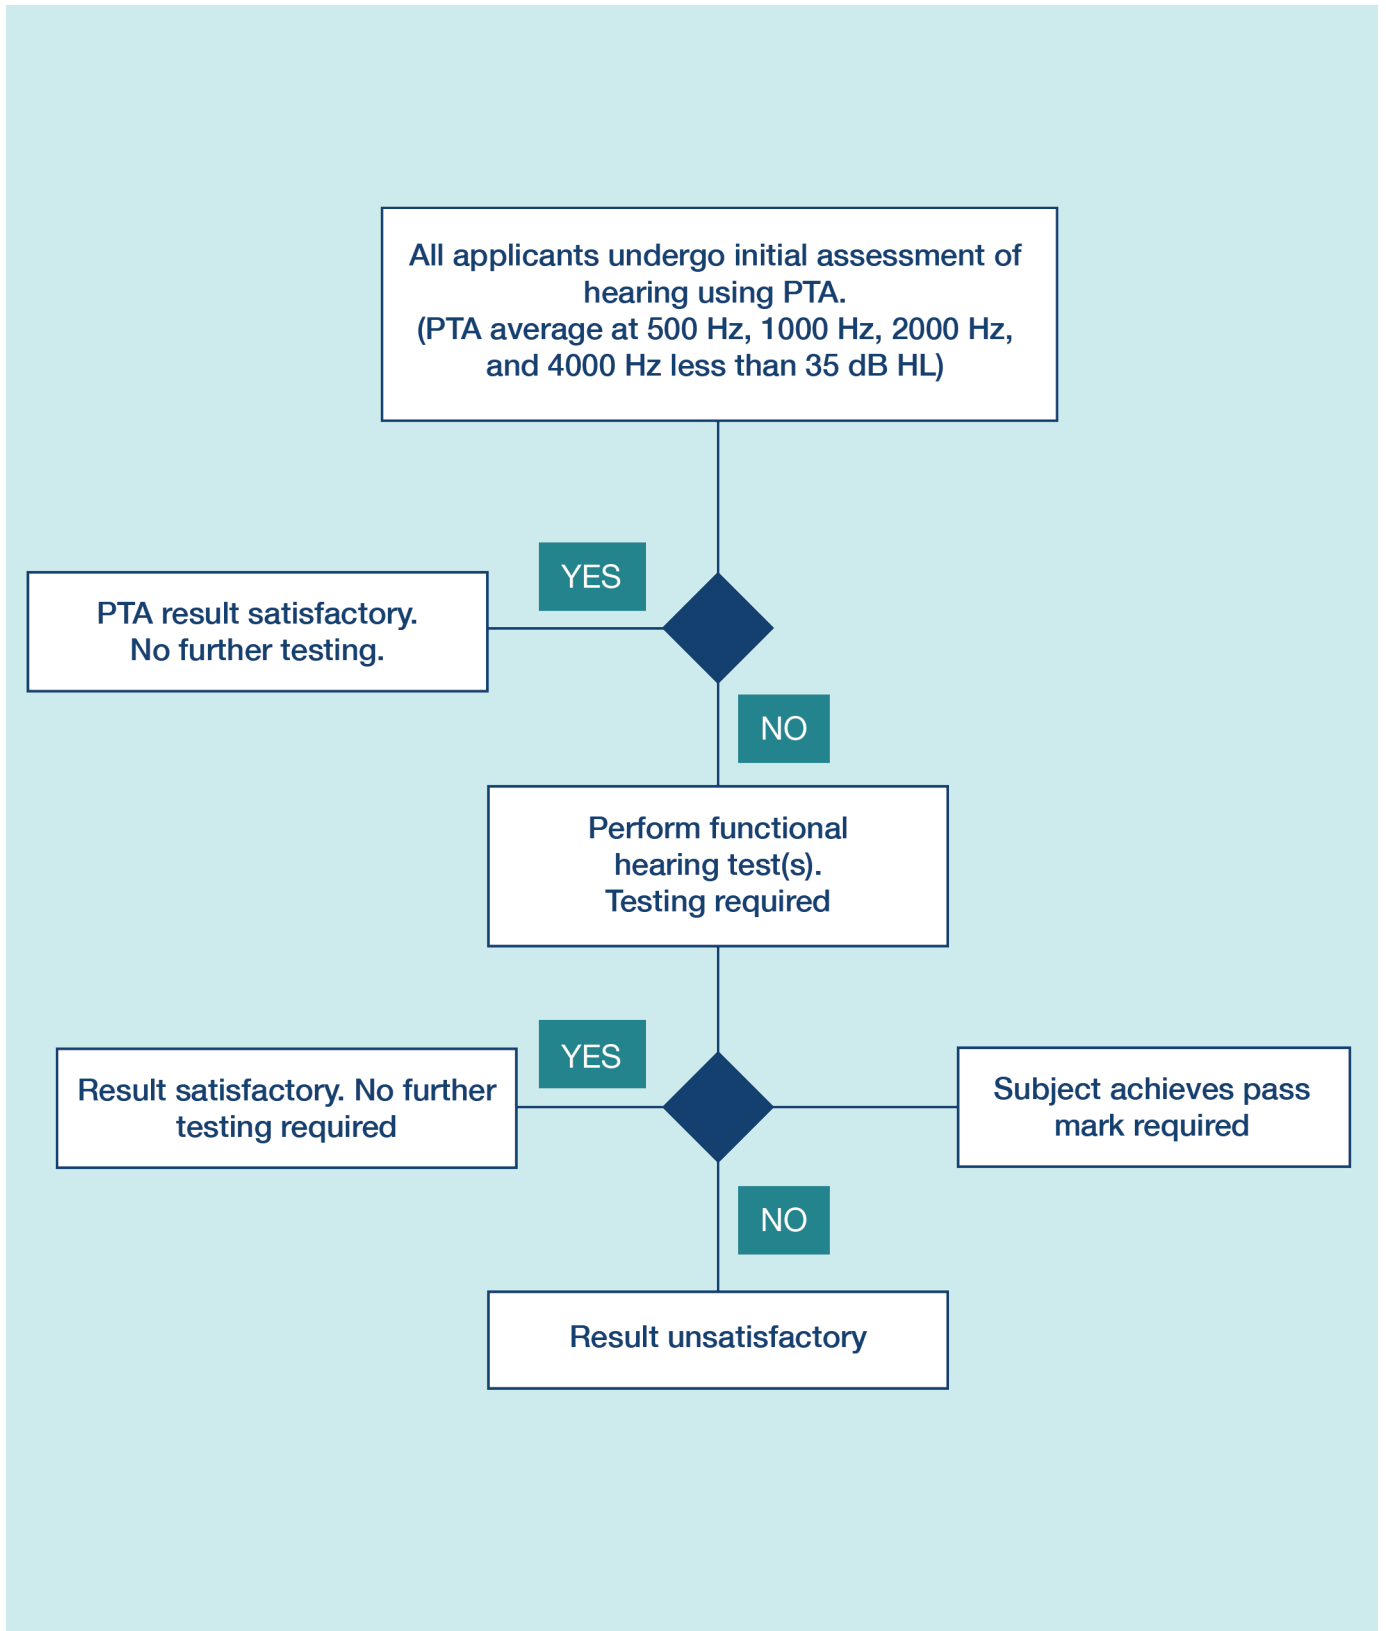 All applicants undergo initial assessment of
hearing using PTA.
(PTA average at 500 Hz, 1000 Hz, 2000 Hz,
and 4000 Hz less than 35 dB HL)
YES
PTA result satisfactory.
No further testing.
NO
Perform functional
hearing test(s).
Testing required
YES
Result satisfactory. No further
testing required
Subject achieves pass
mark required
NO
Result unsatisfactory